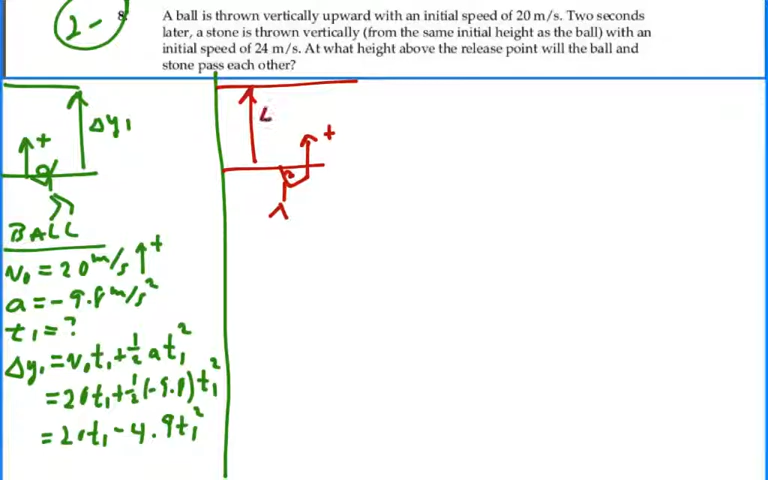 2-
8. A ball is thrown vertically upward with an initial speed of 20 m/s. Two seconds
later, a stone is thrown vertically (from the same initial height as the ball) with an
initial speed of 24 m/s. At what height above the release point will the ball and
stone pass each other?
Δy₁
+
BALL
v₀ = 20 m/s ↑+
a = -9.8 m/s²
t₁ = ?
Δy₁ = v₀t₁ + ½at₁²
= 20t₁ + ½(-9.8)t₁²
= 20t₁ - 4.9t₁²
+